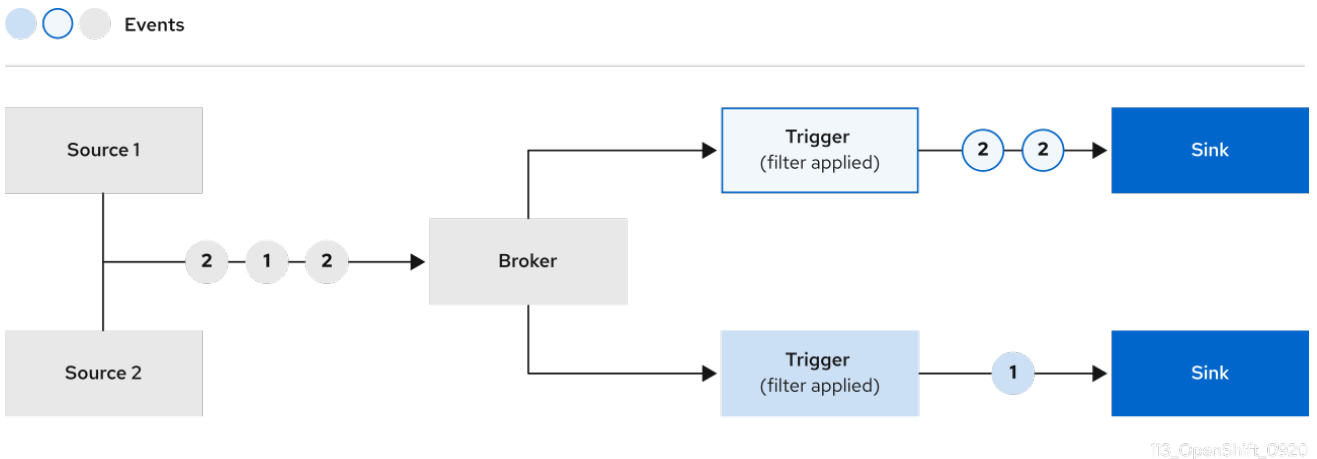 Events
Source 1
Trigger
(filter applied)
2
2
Sink
2
1
2
Broker
Source 2
Trigger
(filter applied)
1
Sink
113_OpenShift_0920